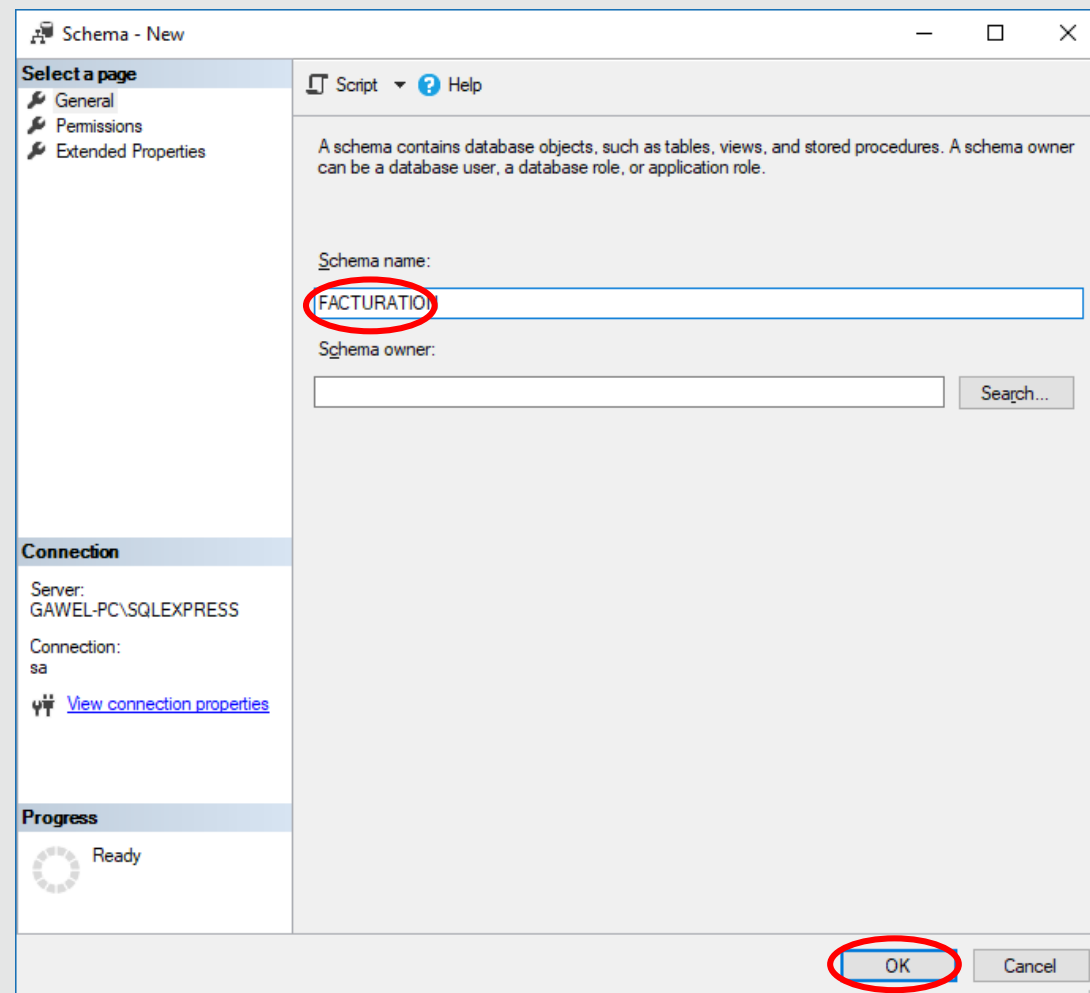 Schema - New
Select a page
General
Permissions
Extended Properties
Script
Help
A schema contains database objects, such as tables, views, and stored procedures. A schema owner
can be a database user, a database role, or application role.
Schema name:
FACTURATION
Schema owner:
Search...
Connection
Server:
GAWEL-PC\SQLEXPRESS
Connection:
sa
View connection properties
Progress
Ready
OK
Cancel